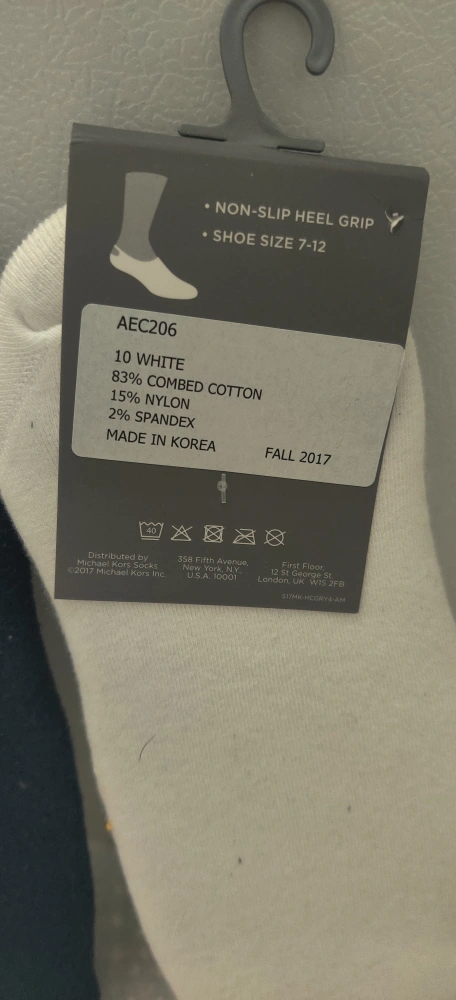 • NON-SLIP HEEL GRIP
• SHOE SIZE 7-12
AEC206
10 WHITE
83% COMBED COTTON
15% NYLON
2% SPANDEX
MADE IN KOREA
FALL 2017
40
Distributed by
Michael Kors Socks
©2017 Michael Kors Inc.
358 Fifth Avenue,
New York, N.Y.,
U.S.A. 10001
First Floor,
12 St George St.
London, UK W1S 2FB